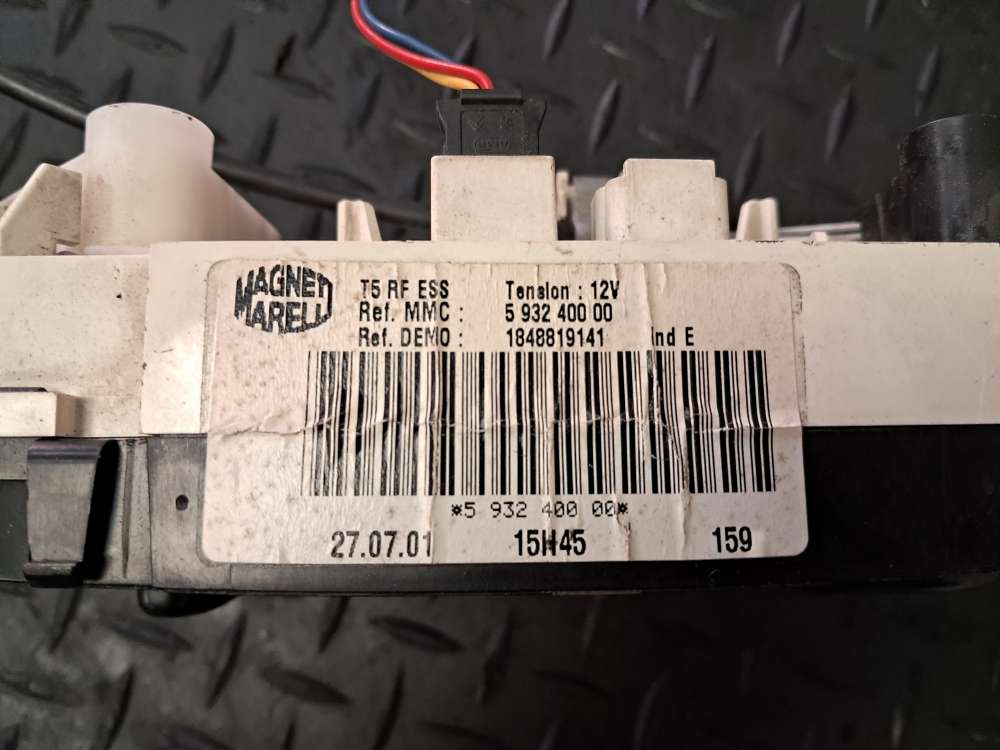 MAGNETI MARELLI
T5 RF ESS Tension : 12V
Ref. MMC : 5 932 400 00
Ref. DEMO : 1848819141 Ind E
*5 932 400 00*
27.07.01 15H45 159